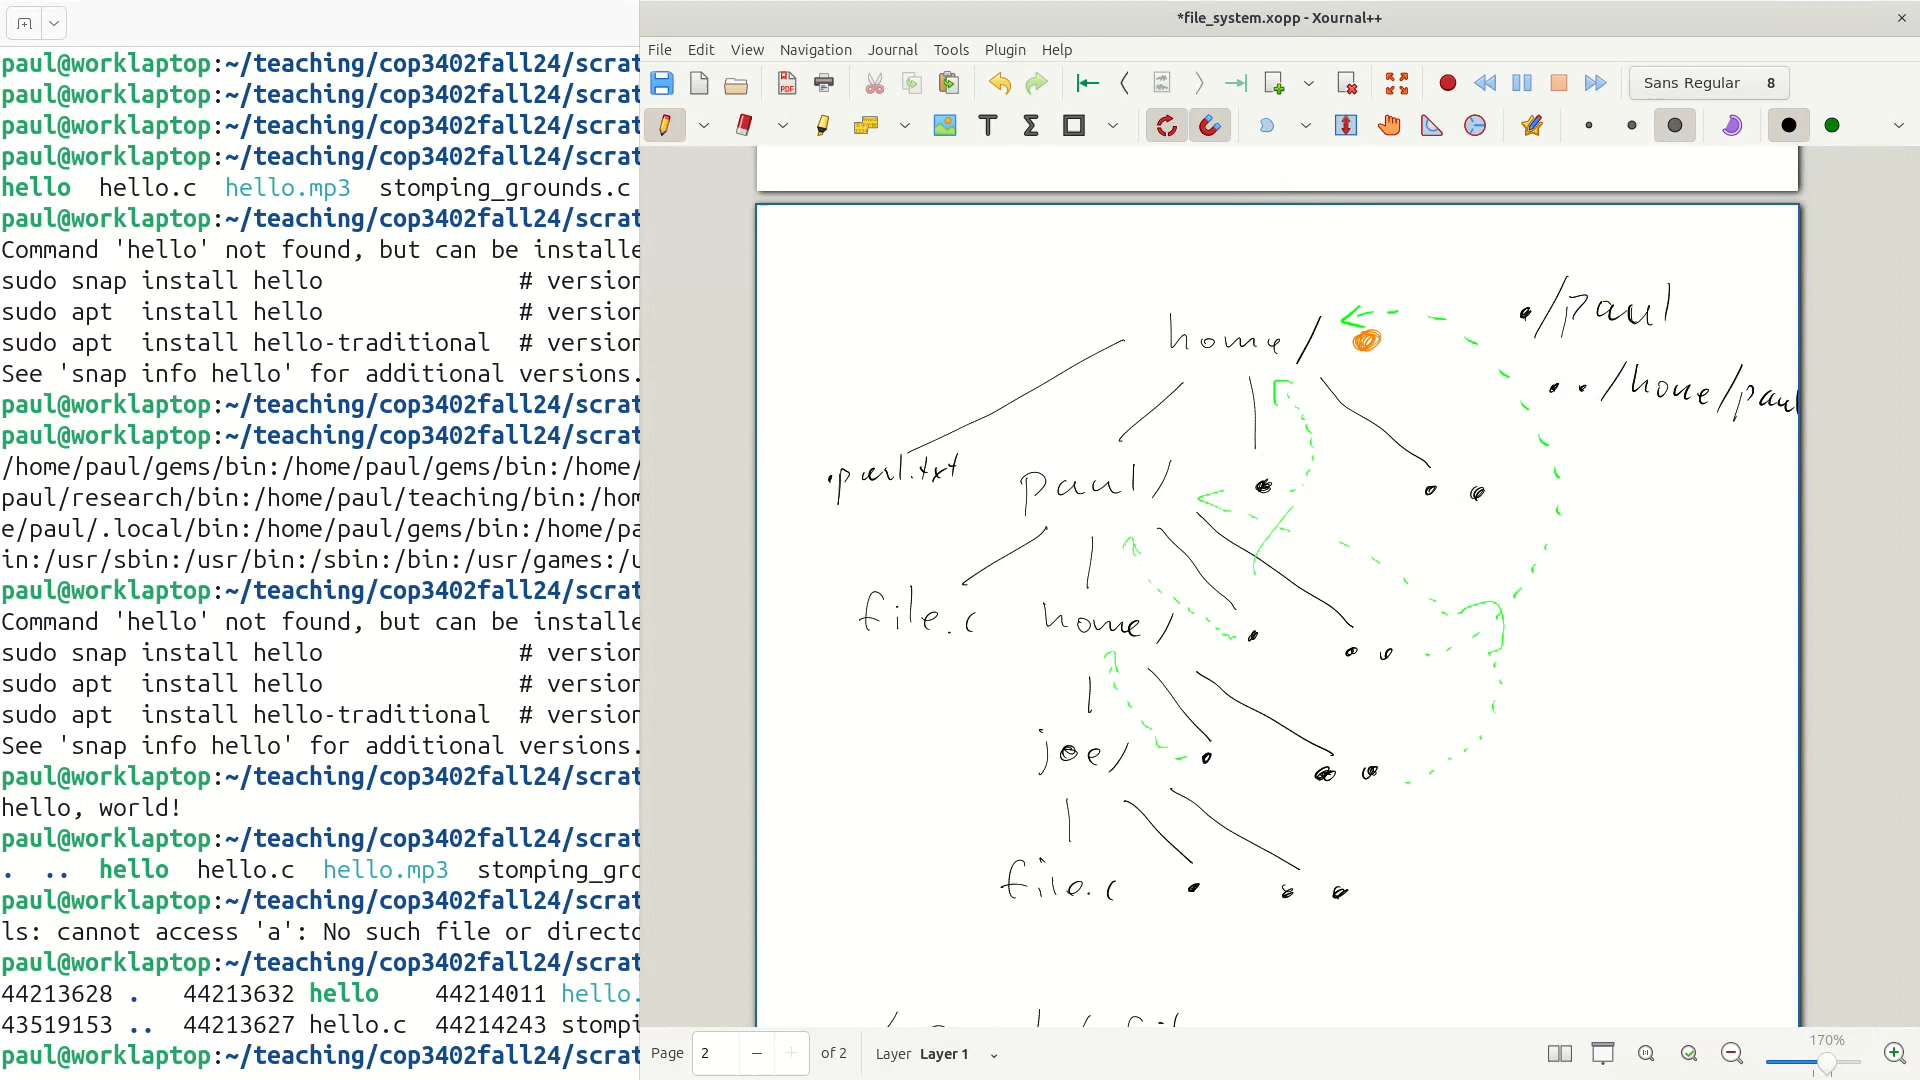 paul@worklaptop:~/teaching/cop3402fall24/scrat
paul@worklaptop:~/teaching/cop3402fall24/scrat
paul@worklaptop:~/teaching/cop3402fall24/scrat
paul@worklaptop:~/teaching/cop3402fall24/scrat
hello  hello.c  hello.mp3  stomping_grounds.c
paul@worklaptop:~/teaching/cop3402fall24/scrat
Command 'hello' not found, but can be installe
sudo snap install hello              # version
sudo apt  install hello              # version
sudo apt  install hello-traditional  # version
See 'snap info hello' for additional versions.
paul@worklaptop:~/teaching/cop3402fall24/scrat
paul@worklaptop:~/teaching/cop3402fall24/scrat
/home/paul/gems/bin:/home/paul/gems/bin:/home/
paul/research/bin:/home/paul/teaching/bin:/hom
e/paul/.local/bin:/home/paul/gems/bin:/home/pa
in:/usr/sbin:/usr/bin:/sbin:/bin:/usr/games:/u
paul@worklaptop:~/teaching/cop3402fall24/scrat
Command 'hello' not found, but can be installe
sudo snap install hello              # version
sudo apt  install hello              # version
sudo apt  install hello-traditional  # version
See 'snap info hello' for additional versions.
paul@worklaptop:~/teaching/cop3402fall24/scrat
hello, world!
paul@worklaptop:~/teaching/cop3402fall24/scrat
.  ..  hello  hello.c  hello.mp3  stomping_gro
paul@worklaptop:~/teaching/cop3402fall24/scrat
ls: cannot access 'a': No such file or directo
paul@worklaptop:~/teaching/cop3402fall24/scrat
44213628 .   44213632 hello    44214011 hello.
43519153 ..  44213627 hello.c  44214243 stompi
paul@worklaptop:~/teaching/cop3402fall24/scrat
*file_system.xopp - Xournal++
File Edit View Navigation Journal Tools Plugin Help
Sans Regular 8
home/
./paul
../home/paul
.paul.txt
paul/ . ..
file.c home/ . ..
joe/ . ..
file.c . ..
Page 2 of 2 Layer Layer 1
170%